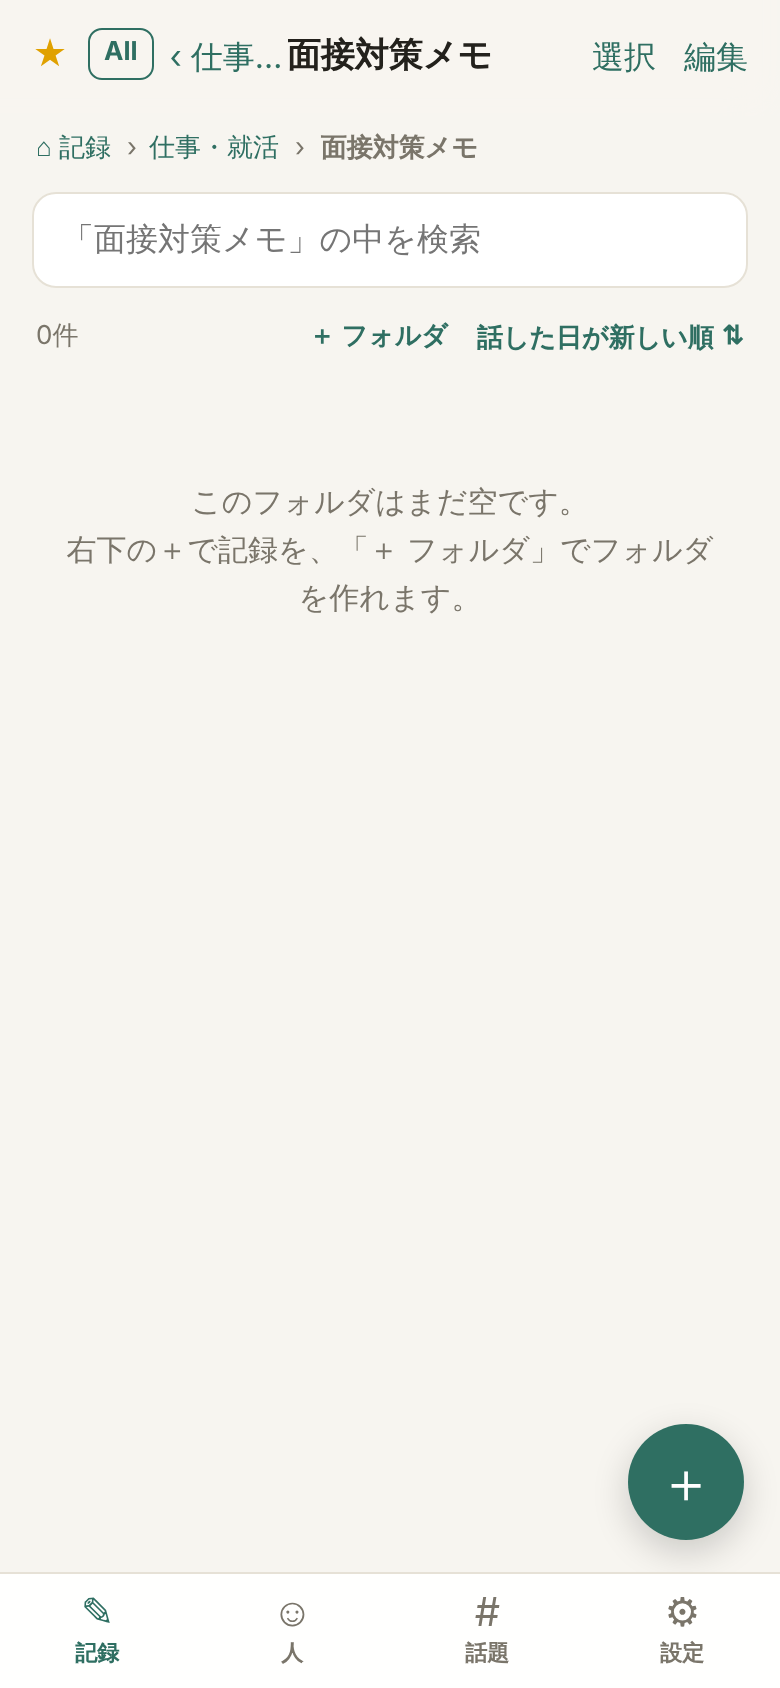 ★ All ‹ 仕事… 面接対策メモ 選択 編集
⌂ 記録 › 仕事・就活 › 面接対策メモ
「面接対策メモ」の中を検索
0件 ＋ フォルダ 話した日が新しい順 ⇅
このフォルダはまだ空です。
右下の＋で記録を、「＋ フォルダ」でフォルダ
を作れます。
＋
✎ ☺ # ⚙
記録 人 話題 設定